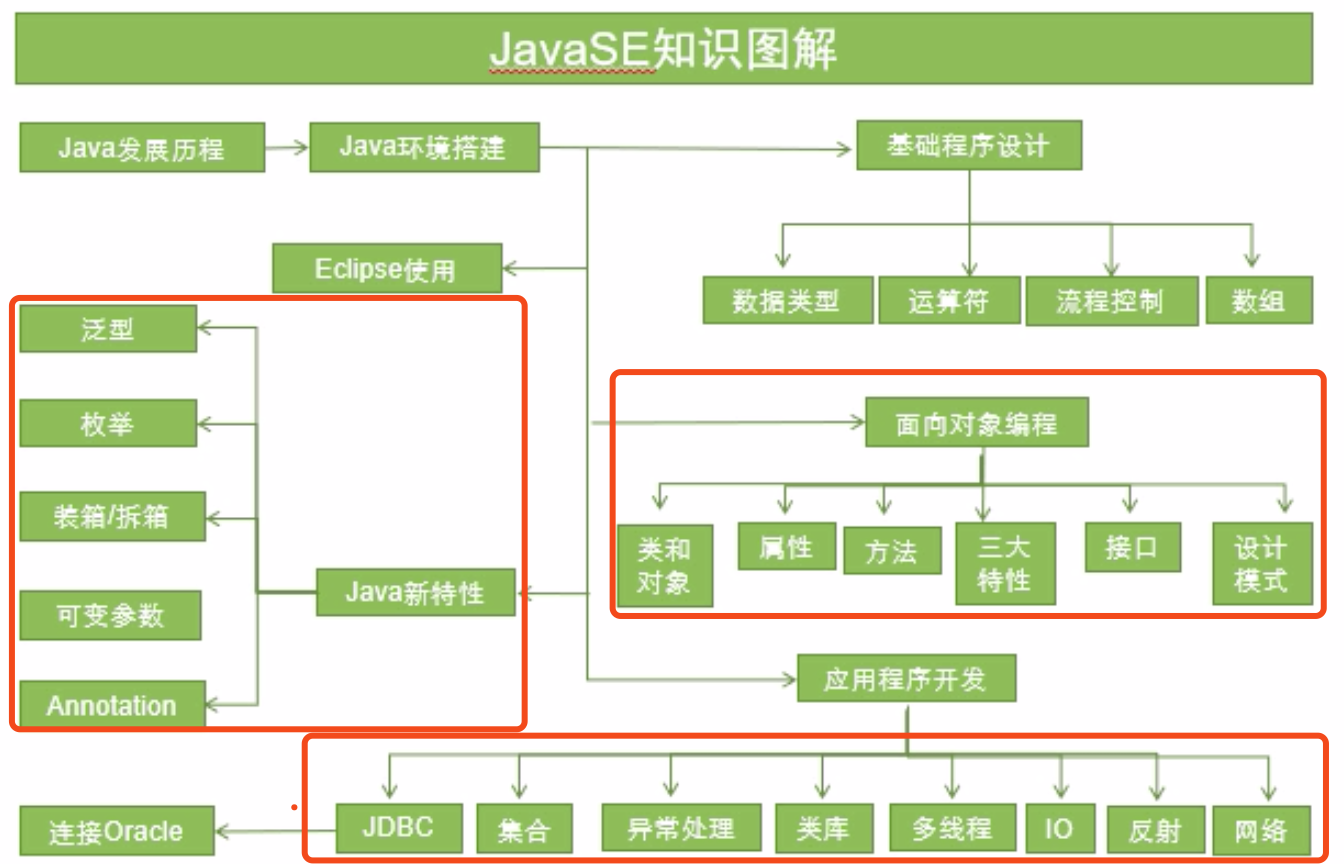 JavaSE知识图解
Java发展历程
Java环境搭建
基础程序设计
Eclipse使用
数据类型
运算符
流程控制
数组
泛型
枚举
装箱/拆箱
可变参数
Annotation
Java新特性
面向对象编程
类和
对象
属性
方法
三大
特性
接口
设计
模式
应用程序开发
连接Oracle
JDBC
集合
异常处理
类库
多线程
IO
反射
网络